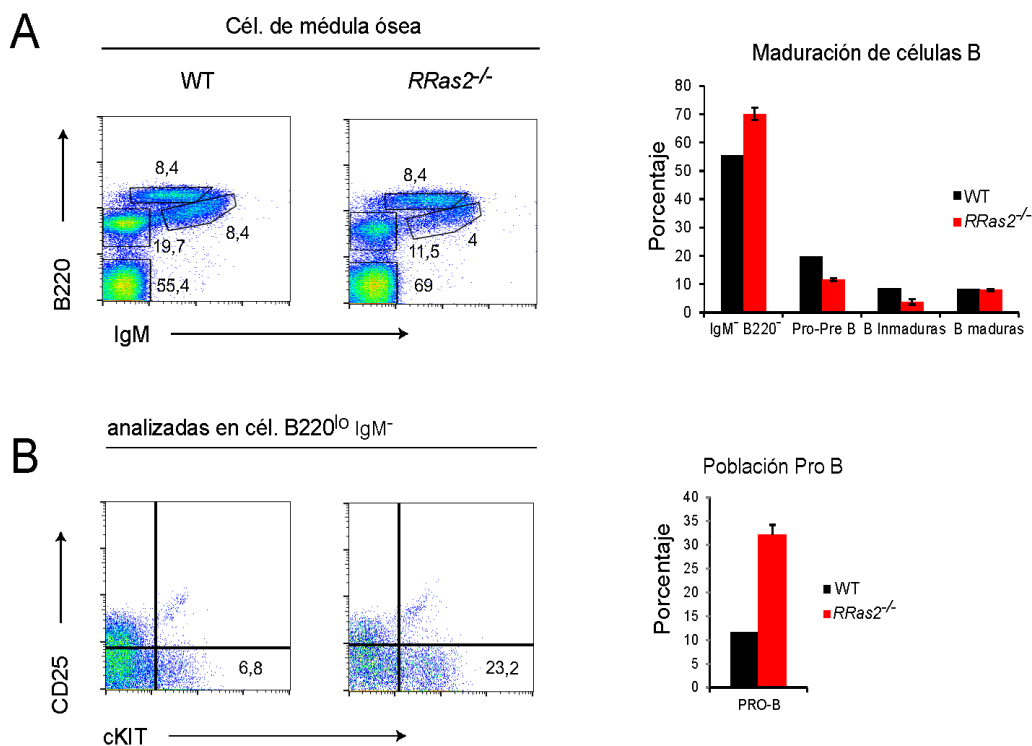 A
Cél. de médula ósea
WT
RRas2-/-
B220
IgM
8,4
8,4
19,7
55,4
8,4
4
11,5
69
Maduración de células B
Porcentaje
80
70
60
50
40
30
20
10
0
IgM- B220-
Pro-Pre B
B Inmaduras
B maduras
WT
RRas2-/-
B
analizadas en cél. B220lo IgM-
CD25
cKIT
6,8
23,2
Población Pro B
Porcentaje
40
35
30
25
20
15
10
5
0
PRO-B
WT
RRas2-/-